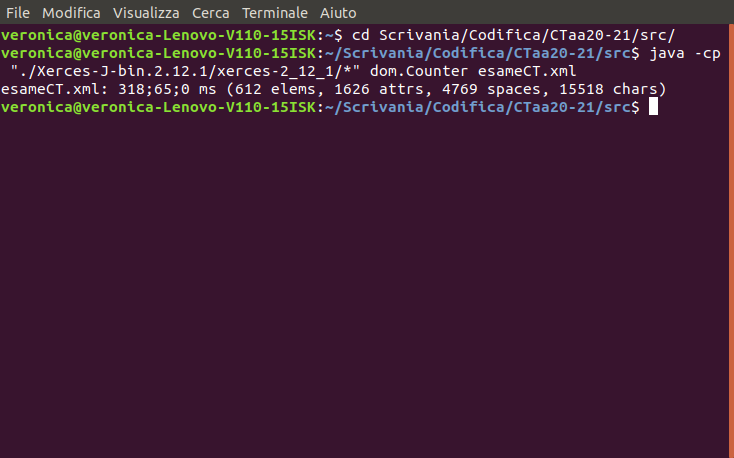 File Modifica Visualizza Cerca Terminale Aiuto
veronica@veronica-Lenovo-V110-15ISK:~$ cd Scrivania/Codifica/CTaa20-21/src/
veronica@veronica-Lenovo-V110-15ISK:~/Scrivania/Codifica/CTaa20-21/src$ java -cp
"./Xerces-J-bin.2.12.1/xerces-2_12_1/*" dom.Counter esameCT.xml
esameCT.xml: 318;65;0 ms (612 elems, 1626 attrs, 4769 spaces, 15518 chars)
veronica@veronica-Lenovo-V110-15ISK:~/Scrivania/Codifica/CTaa20-21/src$